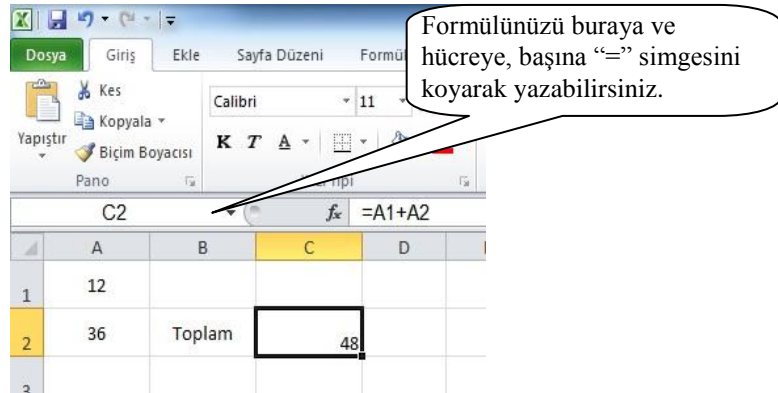 Formülünüzü buraya ve
hücreye, başına “=” simgesini
koyarak yazabilirsiniz.
Dosya Giriş Ekle Sayfa Düzeni
Kes
Kopyala
Biçim Boyacısı
Yapıştır
Calibri 11
K T A
Pano
C2 fx =A1+A2
A B C D
1 12
2 36 Toplam 48
3